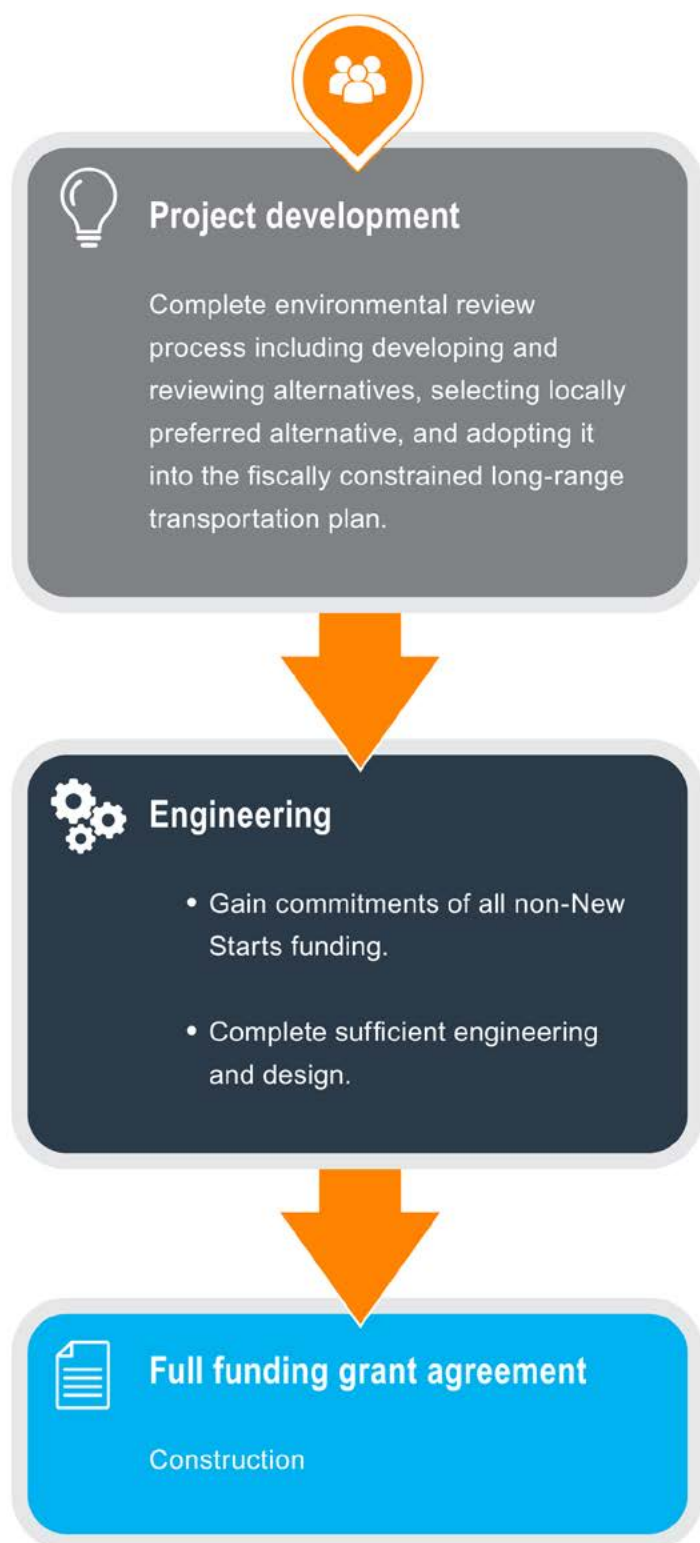 Project development
Complete environmental review
process including developing and
reviewing alternatives, selecting locally
preferred alternative, and adopting it
into the fiscally constrained long-range
transportation plan.
Engineering
• Gain commitments of all non-New
Starts funding.
• Complete sufficient engineering
and design.
Full funding grant agreement
Construction